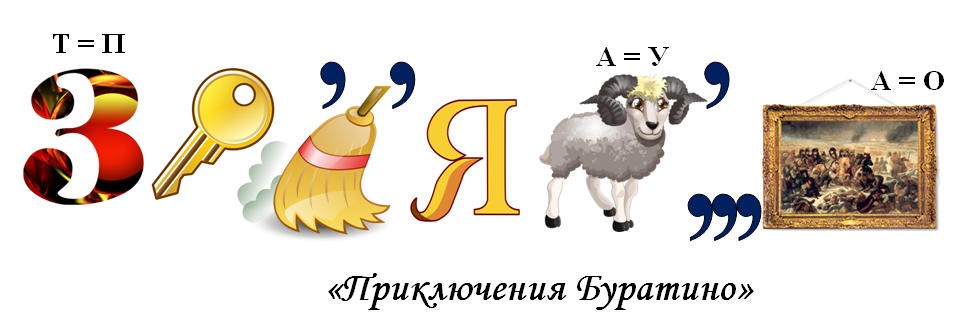 Т = П
З ’ ’ Я А = У ’ ,,, А = О
«Приключения Буратино»